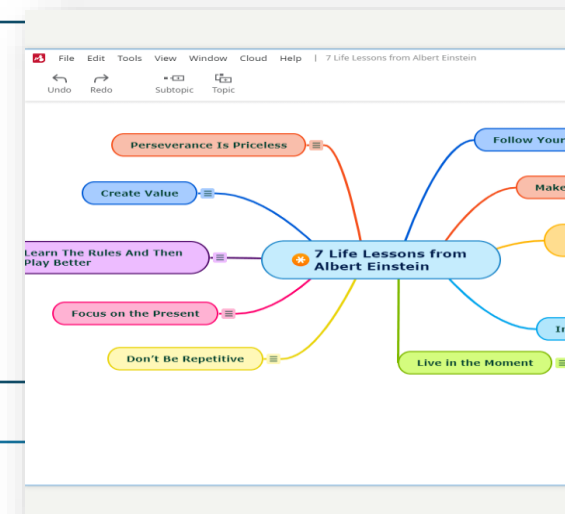 File Edit Tools View Window Cloud Help | 7 Life Lessons from Albert Einstein
Undo Redo Subtopic Topic
Perseverance Is Priceless
Follow Your
Create Value
Make
Learn The Rules And Then
Play Better
7 Life Lessons from
Albert Einstein
Focus on the Present
Don't Be Repetitive
Live in the Moment